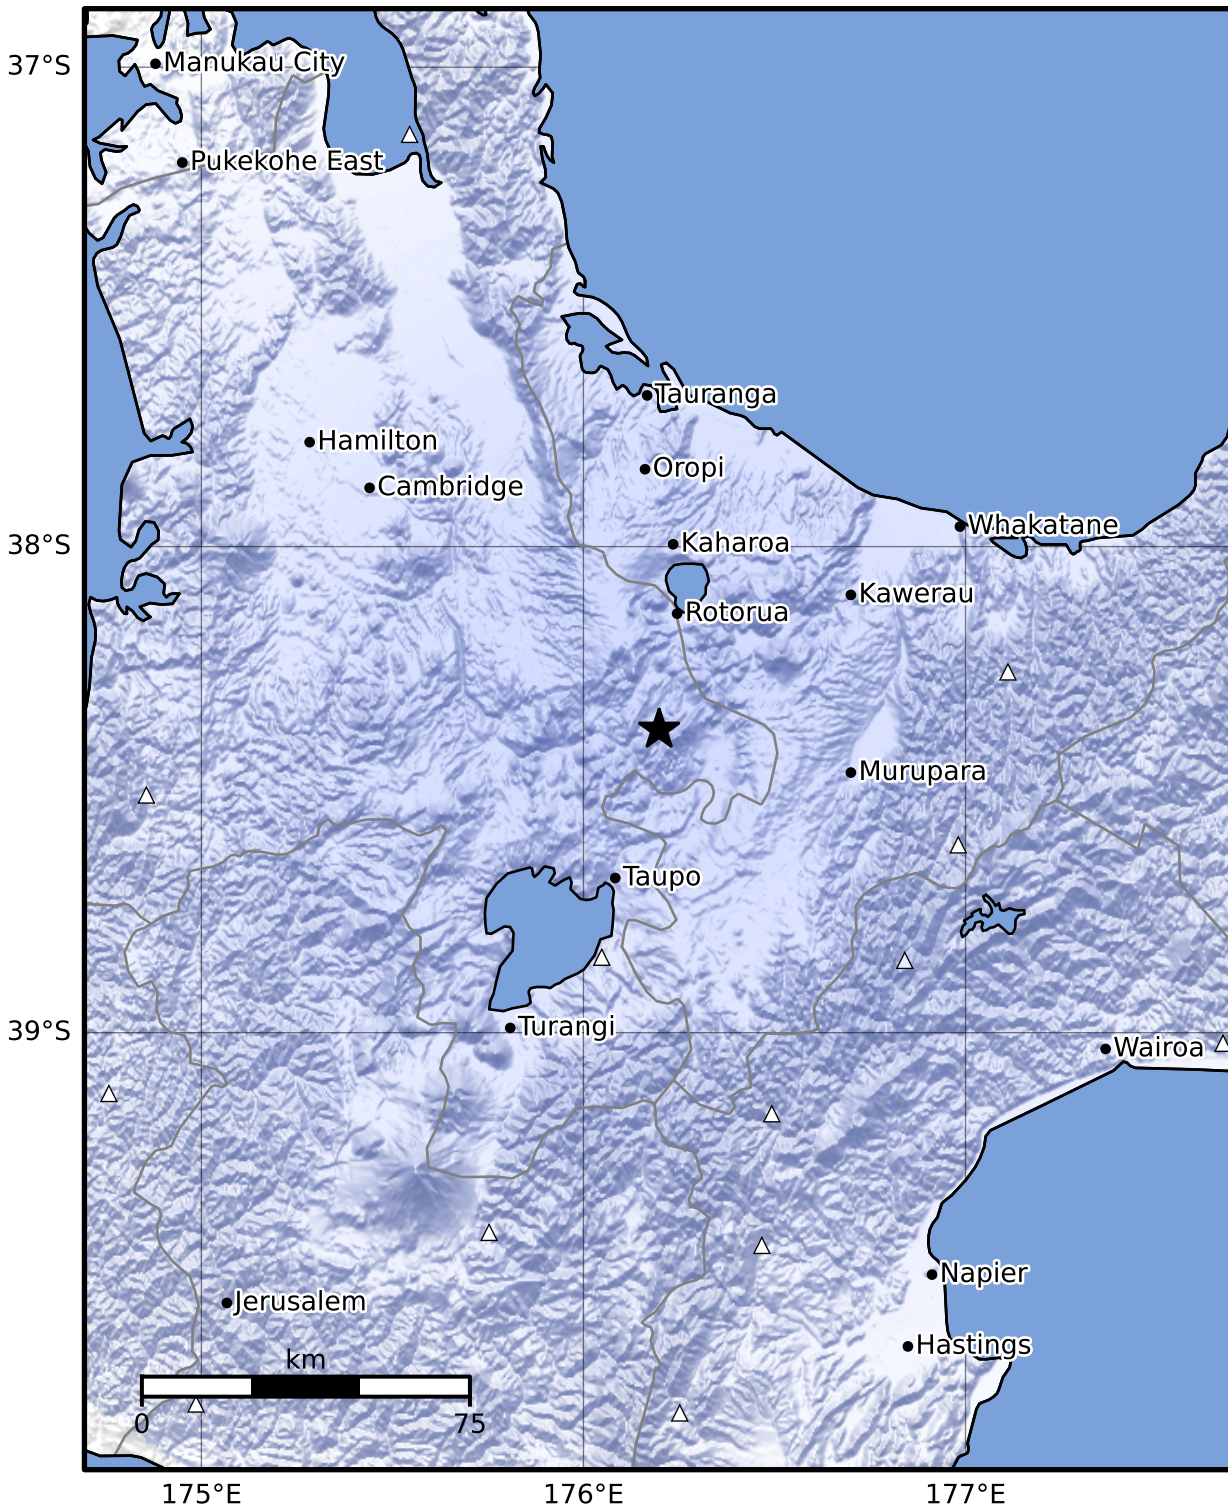 37°S
Manukau City
Pukekohe East
Tauranga
Hamilton
Oropi
Cambridge
Whakatane
38°S
Kaharoa
Kawerau
Rotorua
Murupara
Taupo
39°S
Turangi
Wairoa
Napier
Jerusalem
Hastings
km
0
75
175°E
176°E
177°E